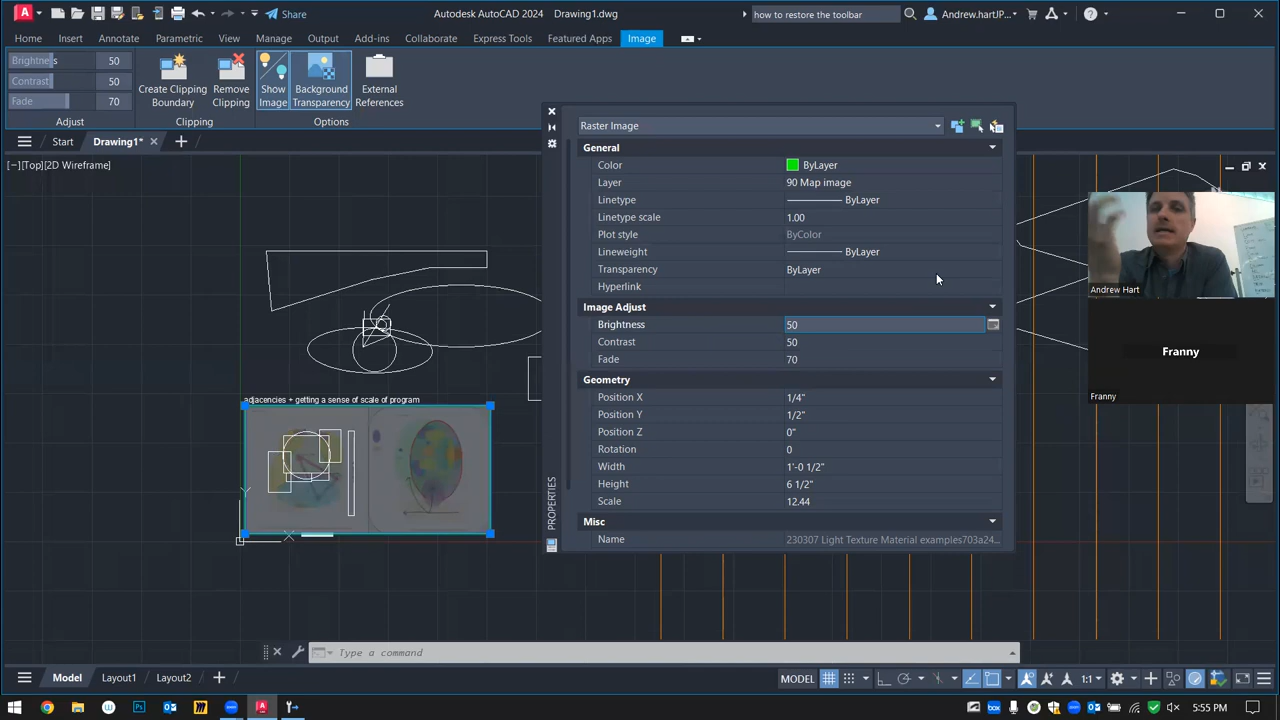 Share
Autodesk AutoCAD 2024 Drawing1.dwg
how to restore the toolbar
Andrew.hartJP...
Home Insert Annotate Parametric View Manage Output Add-ins Collaborate Express Tools Featured Apps Image
Brightness 50
Contrast 50
Fade 70
Create Clipping Boundary
Remove Clipping
Show Image
Background Transparency
External References
Adjust Clipping Options
Start Drawing1*
[−][Top][2D Wireframe]
Raster Image
General
Color ByLayer
Layer 90 Map image
Linetype ByLayer
Linetype scale 1.00
Plot style ByColor
Lineweight ByLayer
Transparency ByLayer
Hyperlink
Image Adjust
Brightness 50
Contrast 50
Fade 70
Geometry
Position X 1/4"
Position Y 1/2"
Position Z 0"
Rotation 0
Width 1'-0 1/2"
Height 6 1/2"
Scale 12.44
Misc
Name 230307 Light Texture Material examples703a24...
PROPERTIES
adjacencies + getting a sense of scale of program
Y
X
Andrew Hart
Franny
Franny
Type a command
Model Layout1 Layout2
MODEL 1:1
5:55 PM